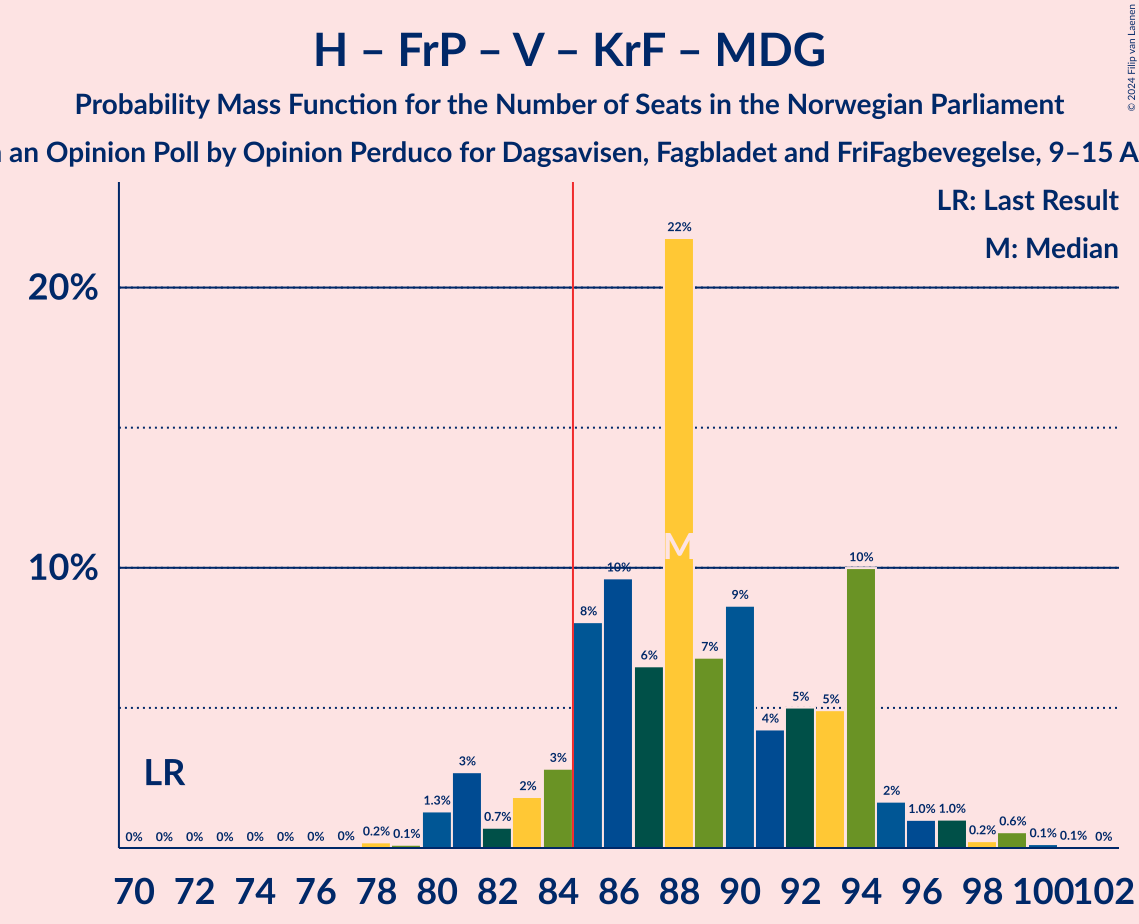 H – FrP – V – KrF – MDG
Probability Mass Function for the Number of Seats in the Norwegian Parliament
an Opinion Poll by Opinion Perduco for Dagsavisen, Fagbladet and FriFagbevegelse, 9–15 A
© 2024 Filip van Laenen
LR: Last Result
M: Median
20%
10%
22%
M
10%
10%
9%
8%
7%
6%
5%
5%
4%
3%
3%
2%
2%
LR
0% 0% 0% 0% 0% 0% 0% 0% 0.2% 0.1% 1.3% 0.7% 1.0% 1.0% 0.2% 0.6% 0.1% 0.1% 0%
70 72 74 76 78 80 82 84 86 88 90 92 94 96 98 100 102